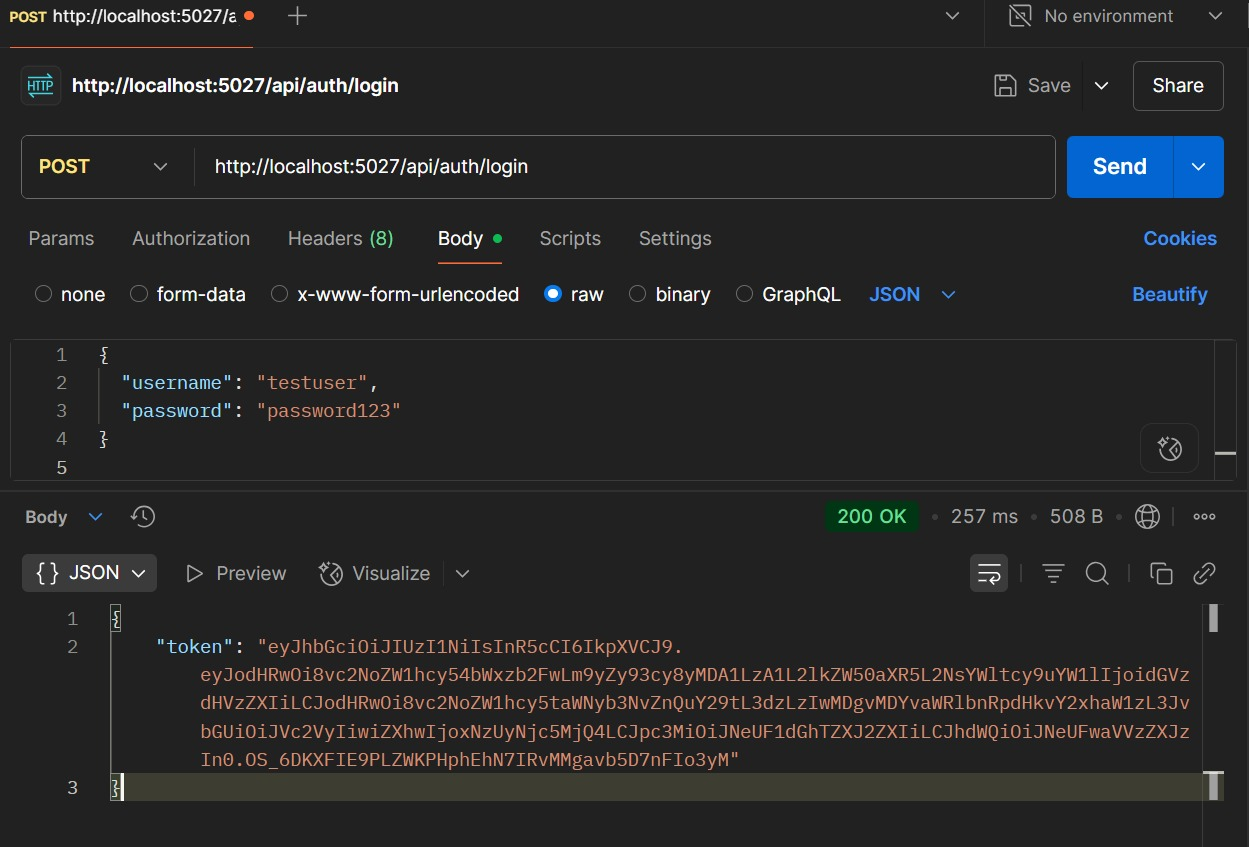 POST http://localhost:5027/a
No environment
HTTP http://localhost:5027/api/auth/login
Save
Share
POST http://localhost:5027/api/auth/login
Send
Params Authorization Headers (8) Body Scripts Settings Cookies
none form-data x-www-form-urlencoded raw binary GraphQL JSON Beautify
1 {
2 "username": "testuser",
3 "password": "password123"
4 }
5
Body 200 OK • 257 ms • 508 B
{} JSON Preview Visualize
1 {
2 "token": "eyJhbGciOiJIUzI1NiIsInR5cCI6IkpXVCJ9.
eyJodHRwOi8vc2NoZW1hcy54bWxzb2FwLm9yZy93cy8yMDA1LzA1L2lkZW50aXR5L2NsYWltcy9uYW1lIjoidGVz
dHVzZXIiLCJodHRwOi8vc2NoZW1hcy5taWNyb3NvZnQuY29tL3dzLzIwMDgvMDYvaWRlbnRpdHkvY2xhaW1zL3Jv
bGUiOiJVc2VyIiwiZXhwIjoxNzUyNjc5MjQ4LCJpc3MiOiJNeUF1dGhTZXJ2ZXIiLCJhdWQiOiJNeUFwaVVzZXJz
In0.OS_6DKXFIE9PLZWKPHphEhN7IRvMMgavb5D7nFIo3yM"
3 }